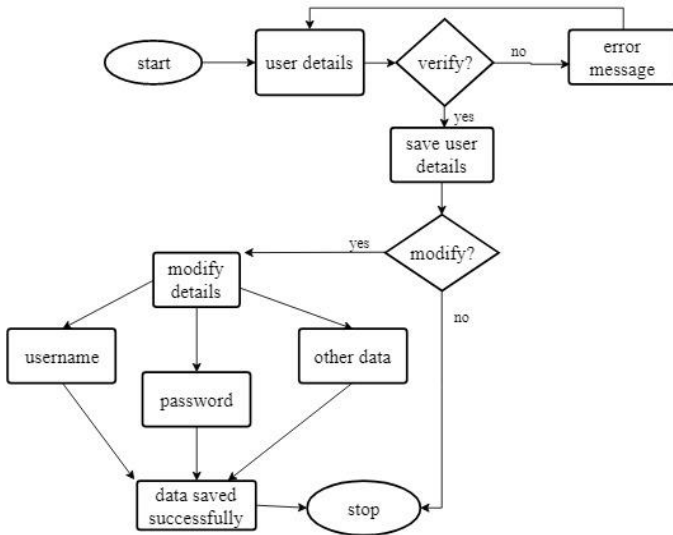 start
user details
verify?
no
error
message
yes
save user
details
modify?
yes
modify
details
no
username
other data
password
data saved
successfully
stop